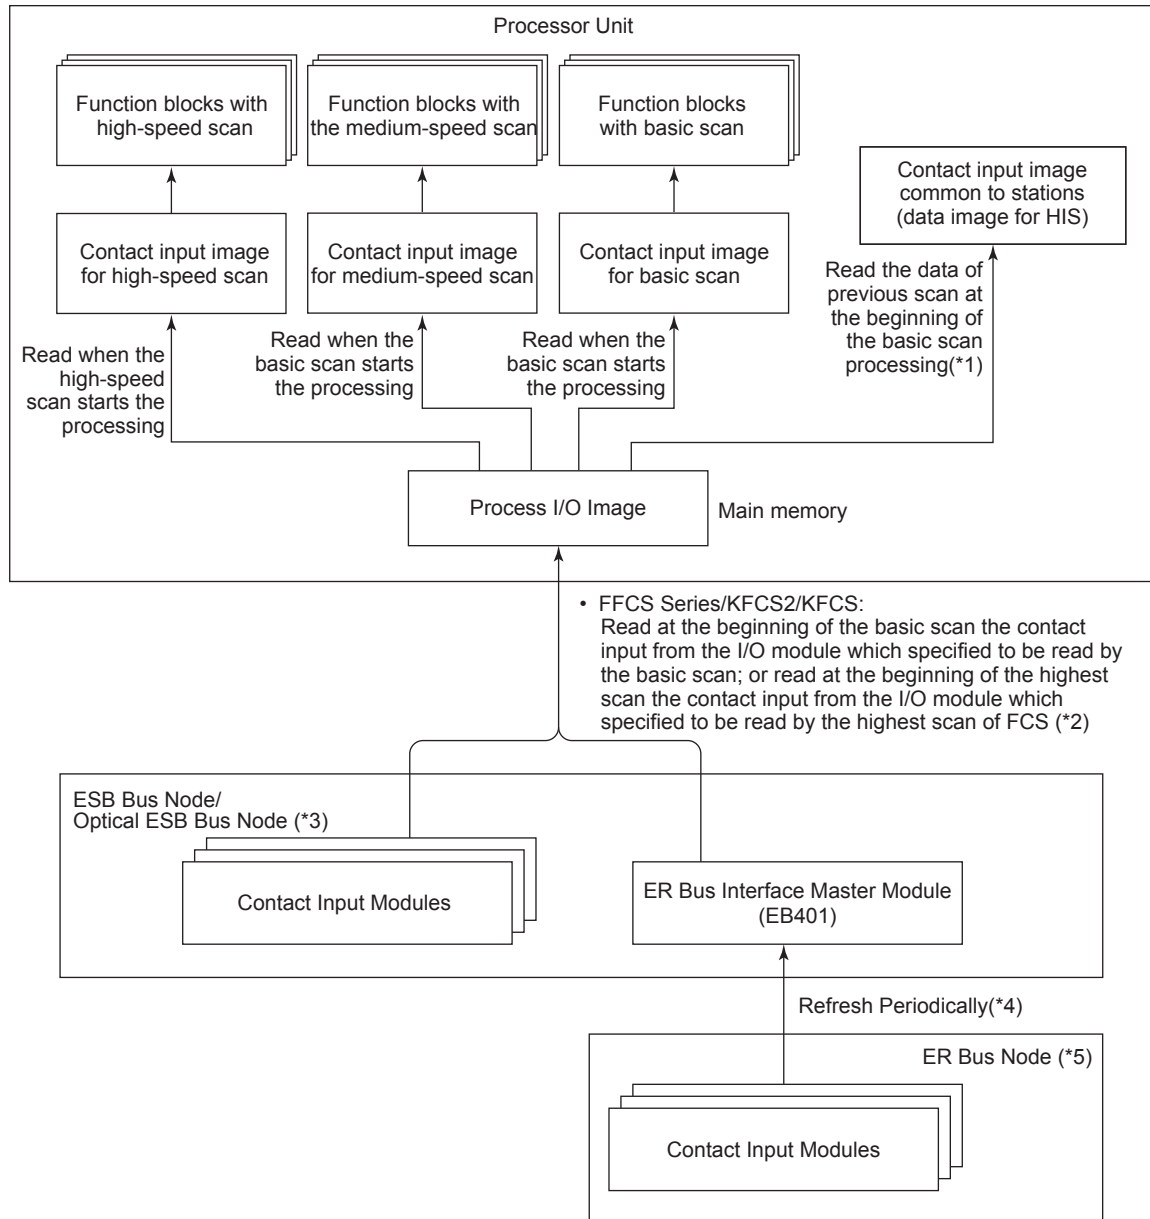 Processor Unit
Function blocks with
high-speed scan
Function blocks with
the medium-speed scan
Function blocks
with basic scan
Contact input image
common to stations
(data image for HIS)
Contact input image
for high-speed scan
Contact input image
for medium-speed scan
Contact input image
for basic scan
Read when the
high-speed
scan starts the
processing
Read when the
basic scan starts
the processing
Read when the
basic scan starts
the processing
Read the data of
previous scan at
the beginning of
the basic scan
processing(*1)
Process I/O Image
Main memory
• FFCS Series/KFCS2/KFCS:
Read at the beginning of the basic scan the contact
input from the I/O module which specified to be read by
the basic scan; or read at the beginning of the highest
scan the contact input from the I/O module which
specified to be read by the highest scan of FCS (*2)
ESB Bus Node/
Optical ESB Bus Node (*3)
Contact Input Modules
ER Bus Interface Master Module
(EB401)
Refresh Periodically(*4)
ER Bus Node (*5)
Contact Input Modules